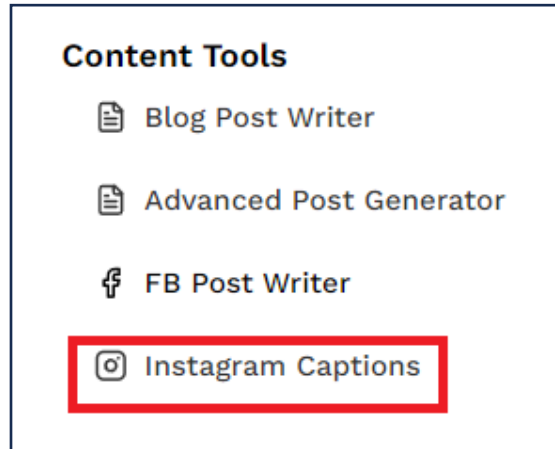 Content Tools
Blog Post Writer
Advanced Post Generator
FB Post Writer
Instagram Captions